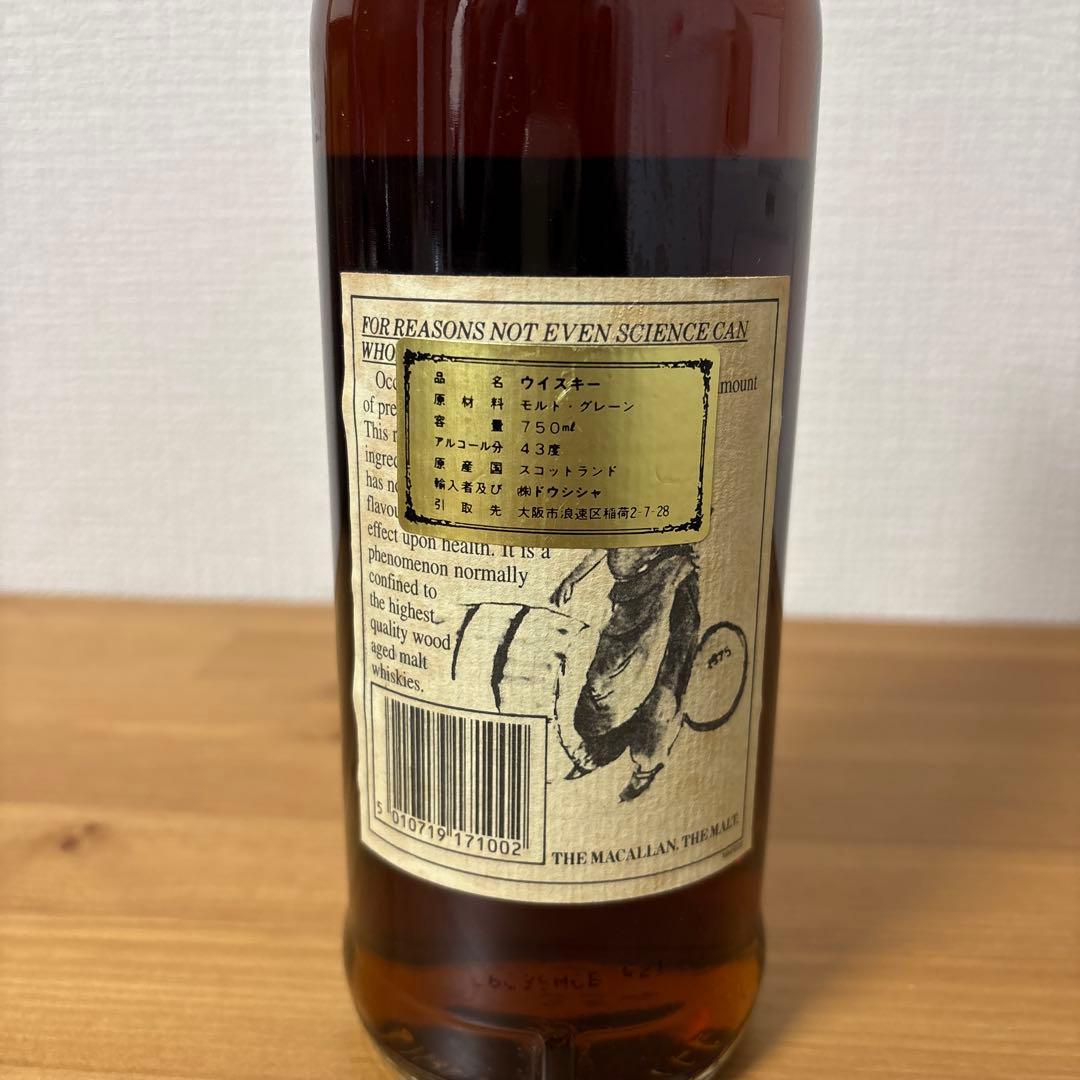 FOR REASONS NOT EVEN SCIENCE CAN
WHO
Occ
mount
of pre
This
ingre
has no
flavou
effect upon health. It is a
phenomenon normally
confined to
the highest
quality wood
aged malt
whiskies.
品名 ウイスキー
原材料 モルト・グレーン
容量 750ml
アルコール分 43度
原産国 スコットランド
輸入者及び ㈱ドウシシャ
引取先 大阪市浪速区稲荷2-7-28
1875
5 010719 171002
THE MACALLAN. THE MALT.